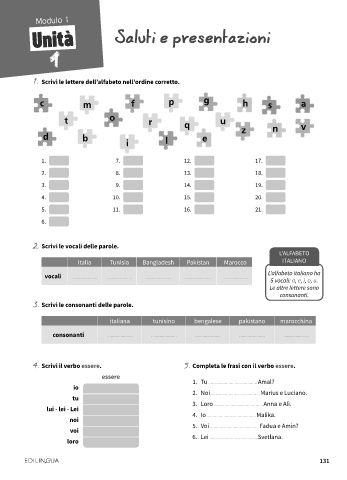 Modulo 1
Unità
1
Saluti e presentazioni
1. Scrivi le lettere dell'alfabeto nell'ordine corretto.
c m f p g h s a
t o r q u z n v
d b i l e
1. 7. 12. 17.
2. 8. 13. 18.
3. 9. 14. 19.
4. 10. 15. 20.
5. 11. 16. 21.
6.
2. Scrivi le vocali delle parole.
Italia Tunisia Bangladesh Pakistan Marocco
vocali
L'ALFABETO
ITALIANO
L'alfabeto italiano ha
5 vocali: a, e, i, o, u.
Le altre lettere sono
consonanti.
3. Scrivi le consonanti delle parole.
italiana tunisino bengalese pakistano marocchina
consonanti
4. Scrivi il verbo essere.
essere
io
tu
lui - lei - Lei
noi
voi
loro
5. Completa le frasi con il verbo essere.
1. Tu ........................ Amal?
2. Noi ........................ Marius e Luciano.
3. Loro ........................ Anna e Alì.
4. Io ........................ Malika.
5. Voi ........................ Fadua e Amin?
6. Lei ........................ Svetlana.
EDILINGUA
131